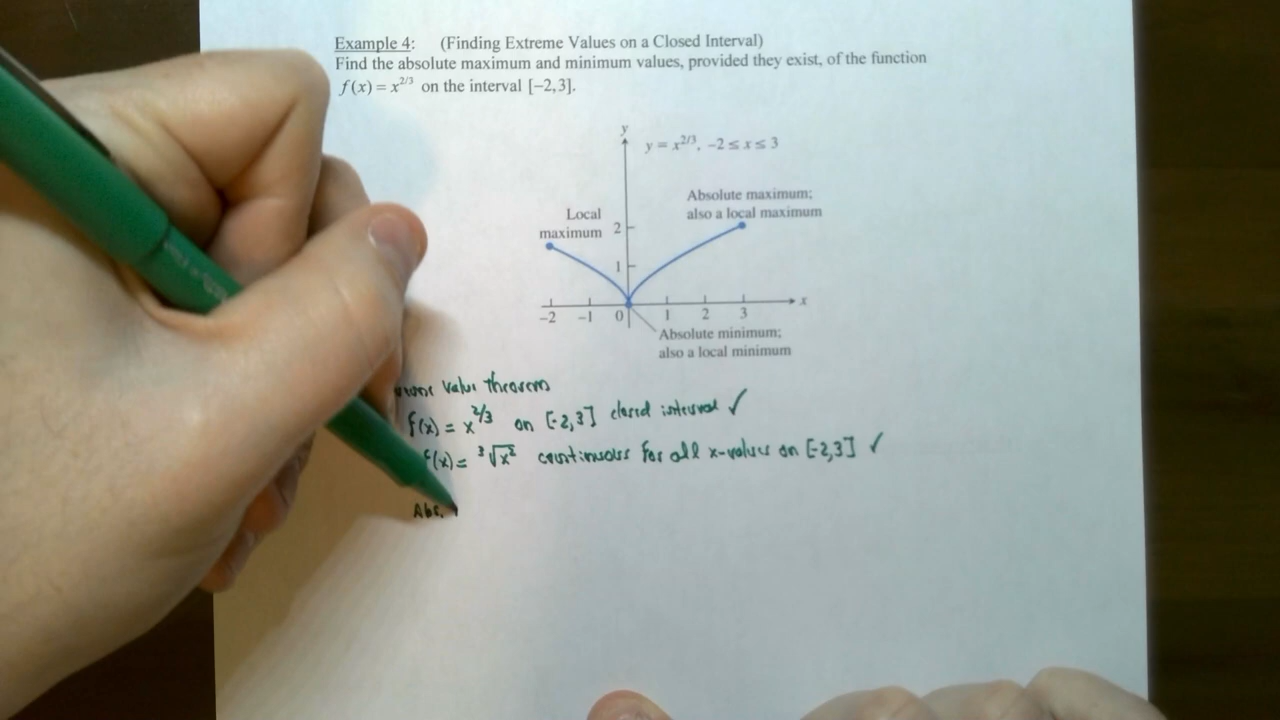 Example 4: (Finding Extreme Values on a Closed Interval)
Find the absolute maximum and minimum values, provided they exist, of the function
f(x) = x^{2/3} on the interval [−2,3].
y
y = x^{2/3}, −2 ≤ x ≤ 3
Absolute maximum;
also a local maximum
Local
maximum
2
1
−2 −1 0 1 2 3 x
Absolute minimum;
also a local minimum
Value Theorem
f(x) = x^{2/3} on [-2,3] closed interval ✓
f(x) = ³√x² continuous for all x-values on [-2,3] ✓
Abs.